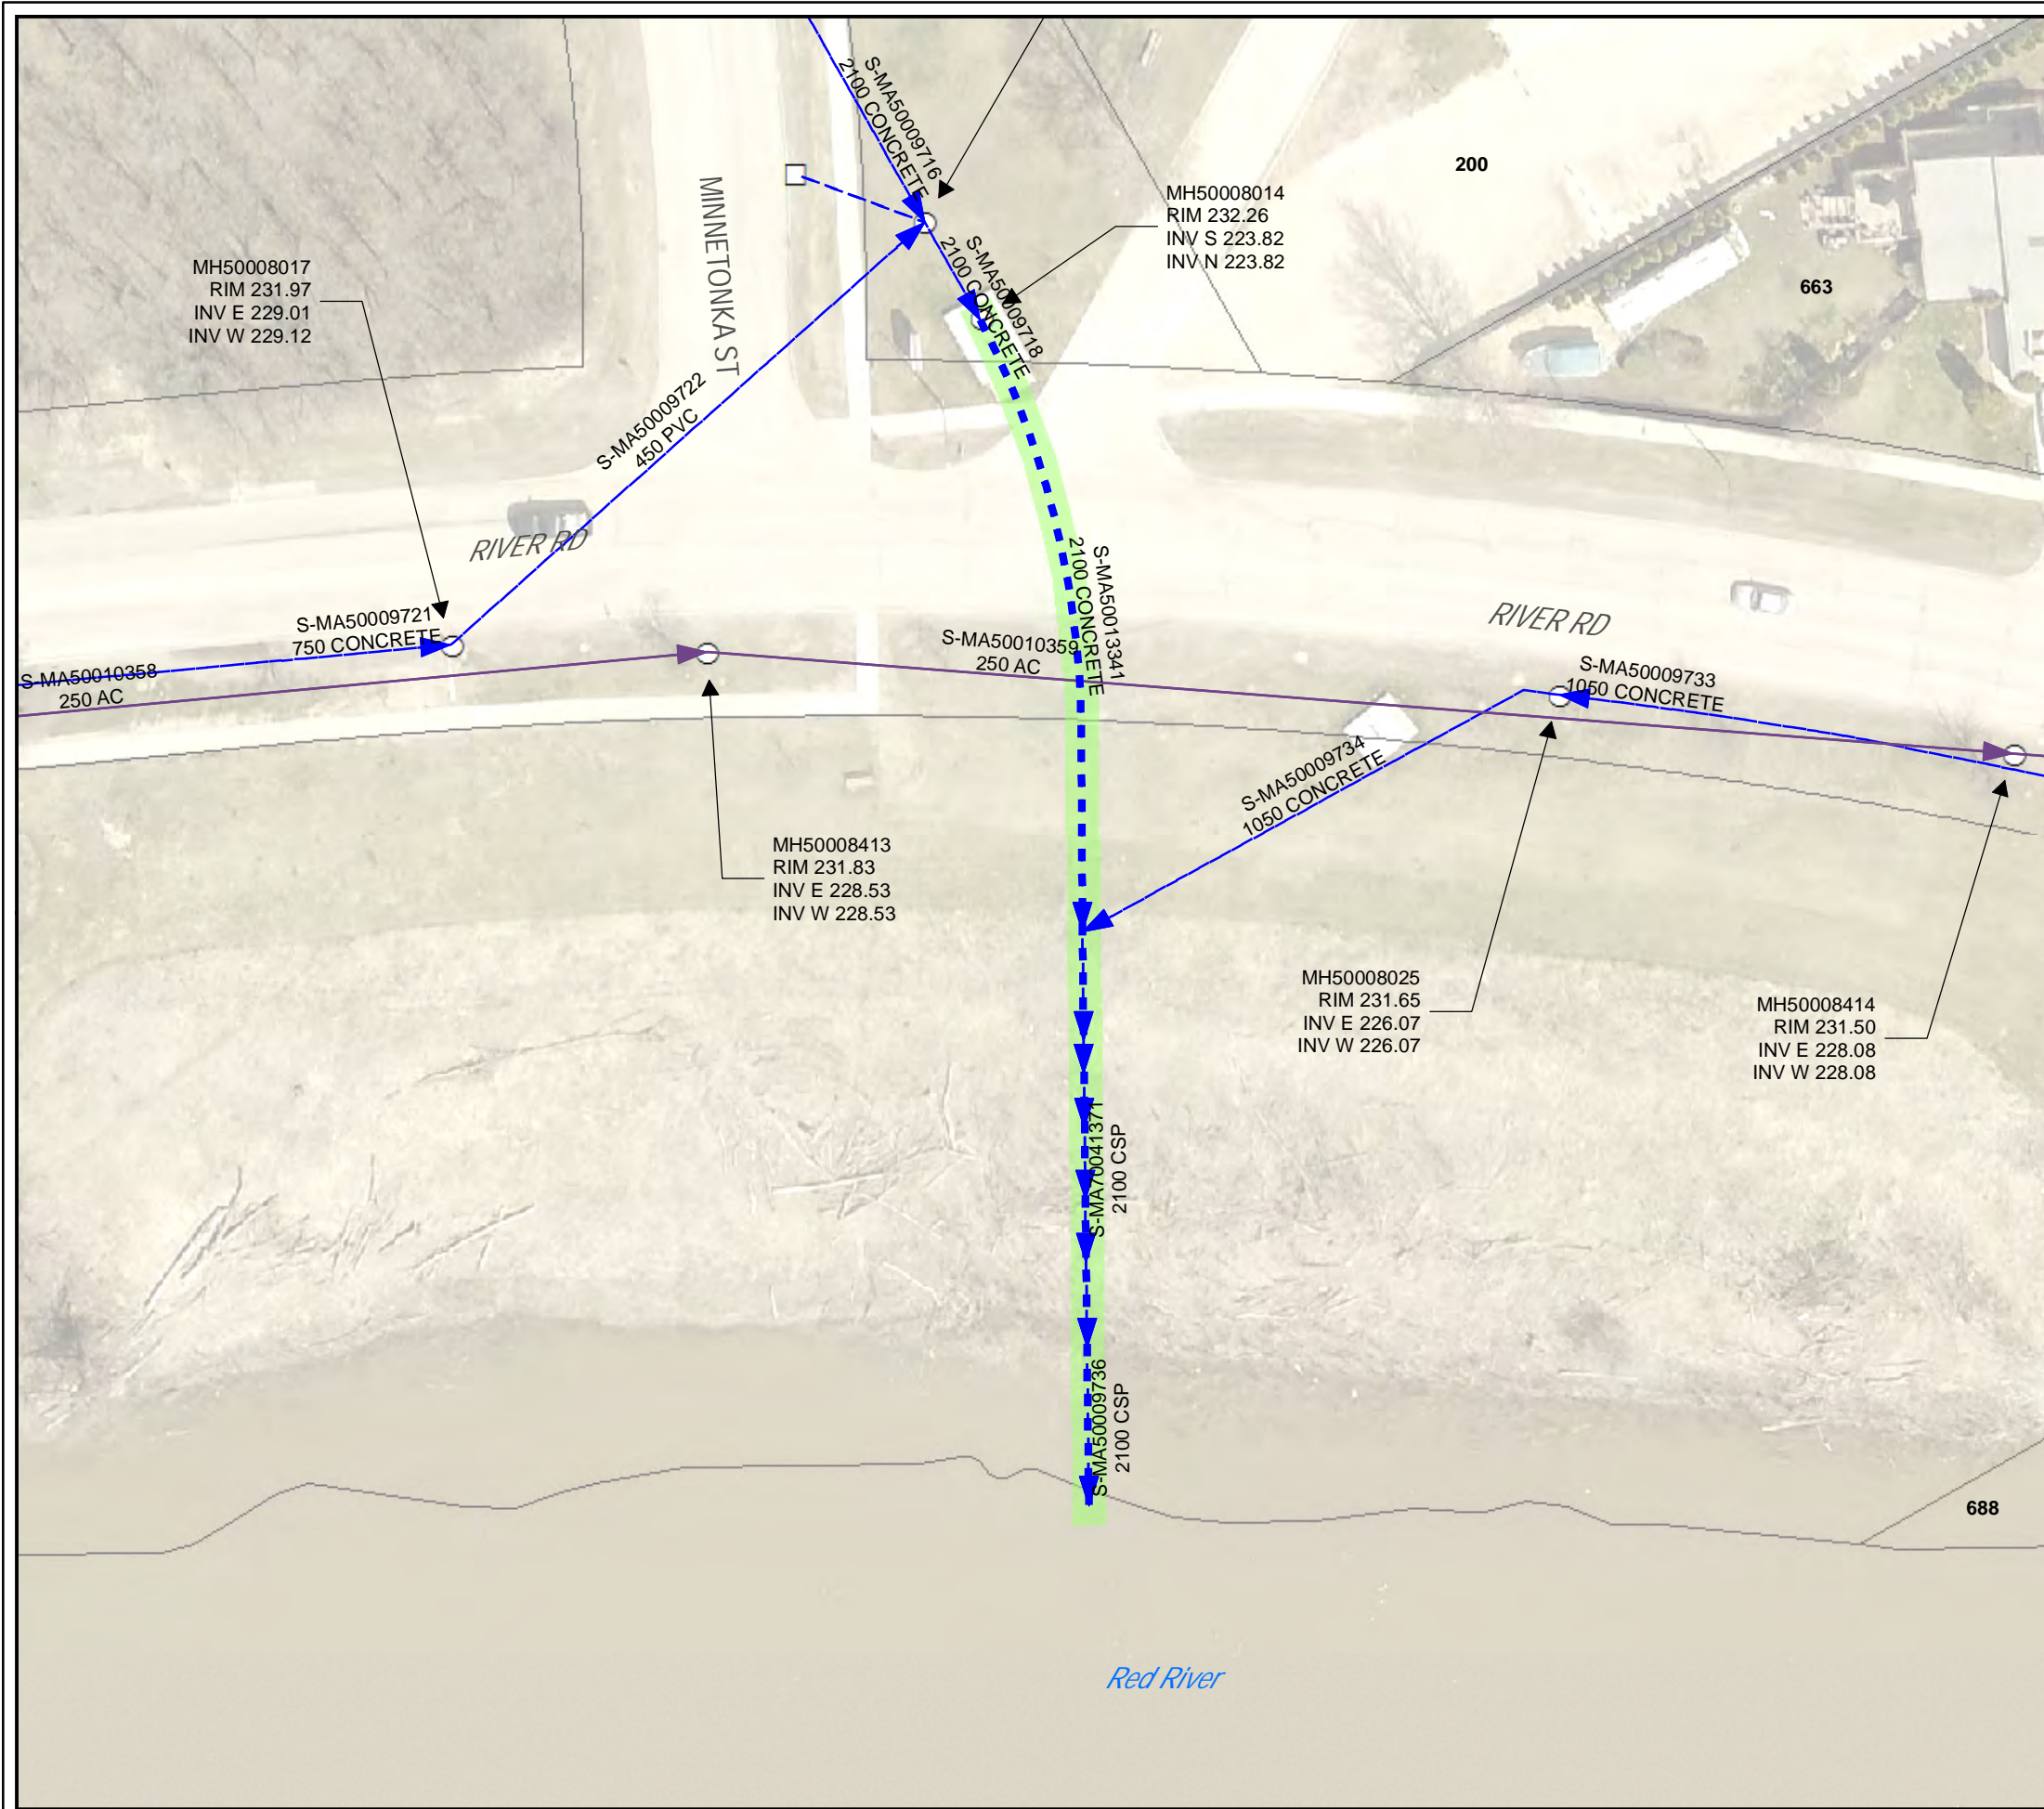 S-MA50009716
2100 CONCRETE
200
MINNETONKA ST
MH50008014
RIM 232.26
INV S 223.82
INV N 223.82
S-MA50009718
2100 CONCRETE
MH50008017
RIM 231.97
INV E 229.01
INV W 229.12
663
S-MA50009722
450 PVC
RIVER RD
S-MA50013341
2100 CONCRETE
RIVER RD
S-MA50009721
750 CONCRETE
S-MA50010358
250 AC
S-MA50010359
250 AC
S-MA50009733
1050 CONCRETE
S-MA50009734
1050 CONCRETE
MH50008413
RIM 231.83
INV E 228.53
INV W 228.53
MH50008025
RIM 231.65
INV E 226.07
INV W 226.07
MH50008414
RIM 231.50
INV E 228.08
INV W 228.08
S-MA70041371
2100 CSP
S-MA50009736
2100 CSP
688
Red River